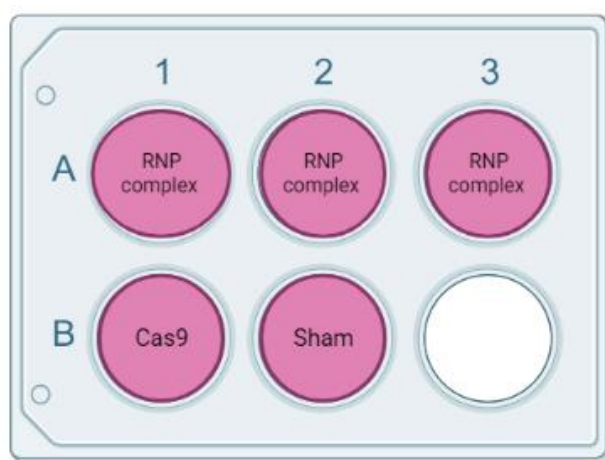 1 2 3
A
RNP
complex
RNP
complex
RNP
complex
B
Cas9
Sham